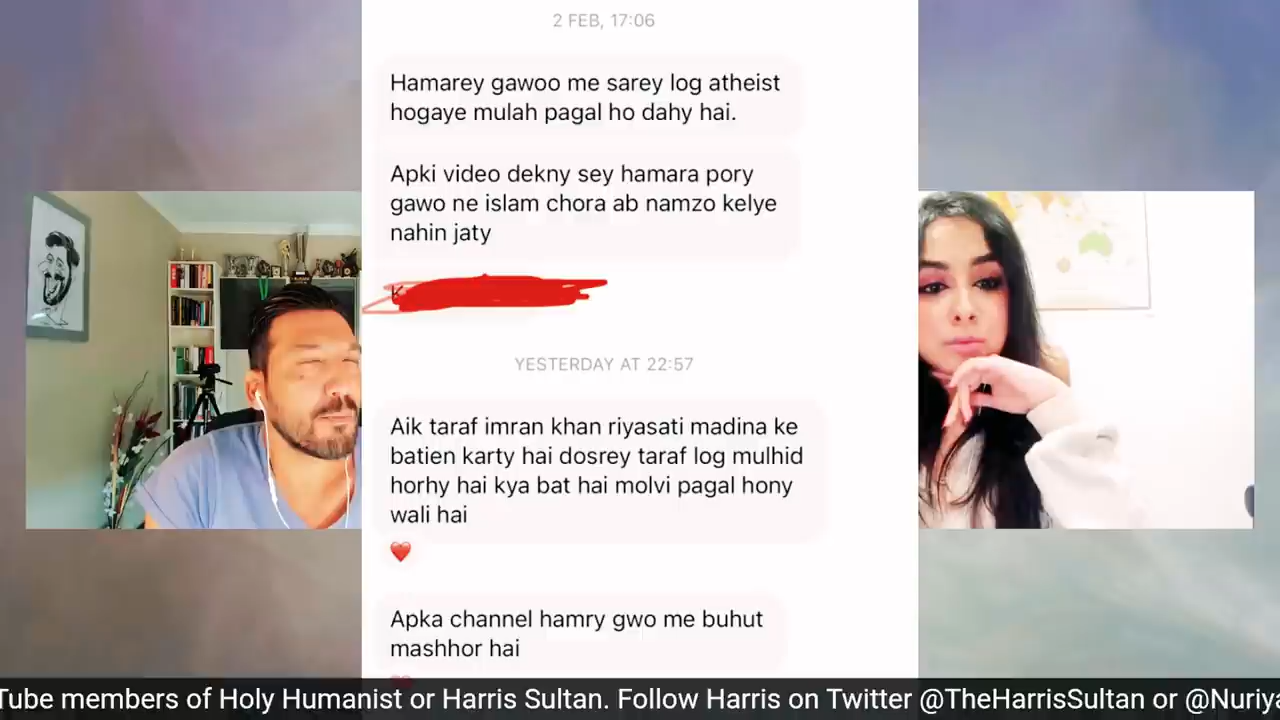 2 FEB, 17:06
Hamarey gawoo me sarey log atheist
hogaye mulah pagal ho dahy hai.
Apki video dekny sey hamara pory
gawo ne islam chora ab namzo kelye
nahin jaty
YESTERDAY AT 22:57
Aik taraf imran khan riyasati madina ke
batien karty hai dosrey taraf log mulhid
horhy hai kya bat hai molvi pagal hony
wali hai
Apka channel hamry gwo me buhut
mashhor hai
Tube members of Holy Humanist or Harris Sultan. Follow Harris on Twitter @TheHarrisSultan or @Nuriya